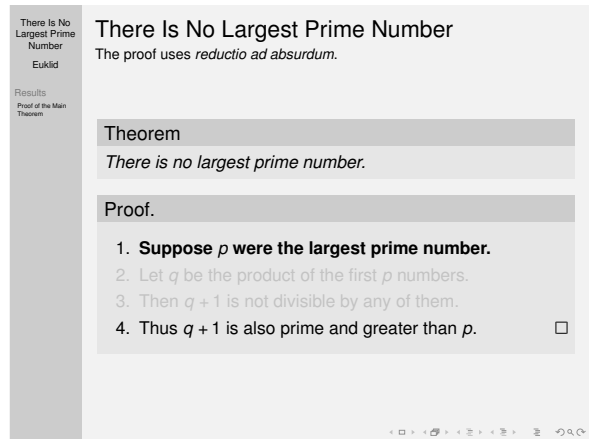 There Is No
Largest Prime
Number
Euklid
Results
Proof of the Main
Theorem
There Is No Largest Prime Number
The proof uses reductio ad absurdum.
Theorem
There is no largest prime number.
Proof.
1. Suppose p were the largest prime number.
2. Let q be the product of the first p numbers.
3. Then q + 1 is not divisible by any of them.
4. Thus q + 1 is also prime and greater than p. □